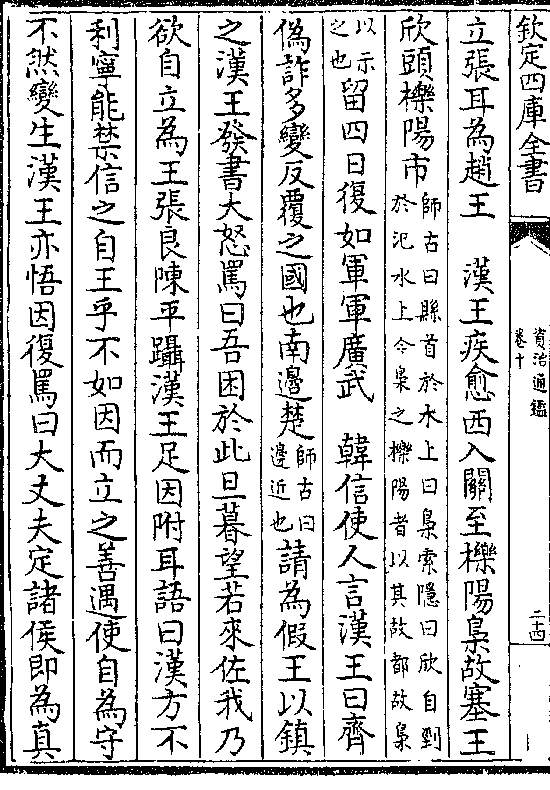 欽定四庫全書
資治通鑑
卷十
二十四
立張耳為趙王　漢王疾愈西入關至櫟陽梟故塞王
欣頭櫟陽市師古曰縣首於木上曰梟索隱曰欣自剄於汜水上今梟之櫟陽者以其故都故梟
以示之也留四日復如軍軍廣武　韓信使人言漢王曰齊
偽詐多變反覆之國也南邊楚師古曰邊近也請為假王以鎮
之漢王發書大怒罵曰吾困於此旦暮望若來佐我乃
欲自立為王張良陳平躡漢王足因附耳語曰漢方不
利寧能禁信之自王乎不如因而立之善遇使自為守
不然變生漢王亦悟因復罵曰大丈夫定諸侯即為真